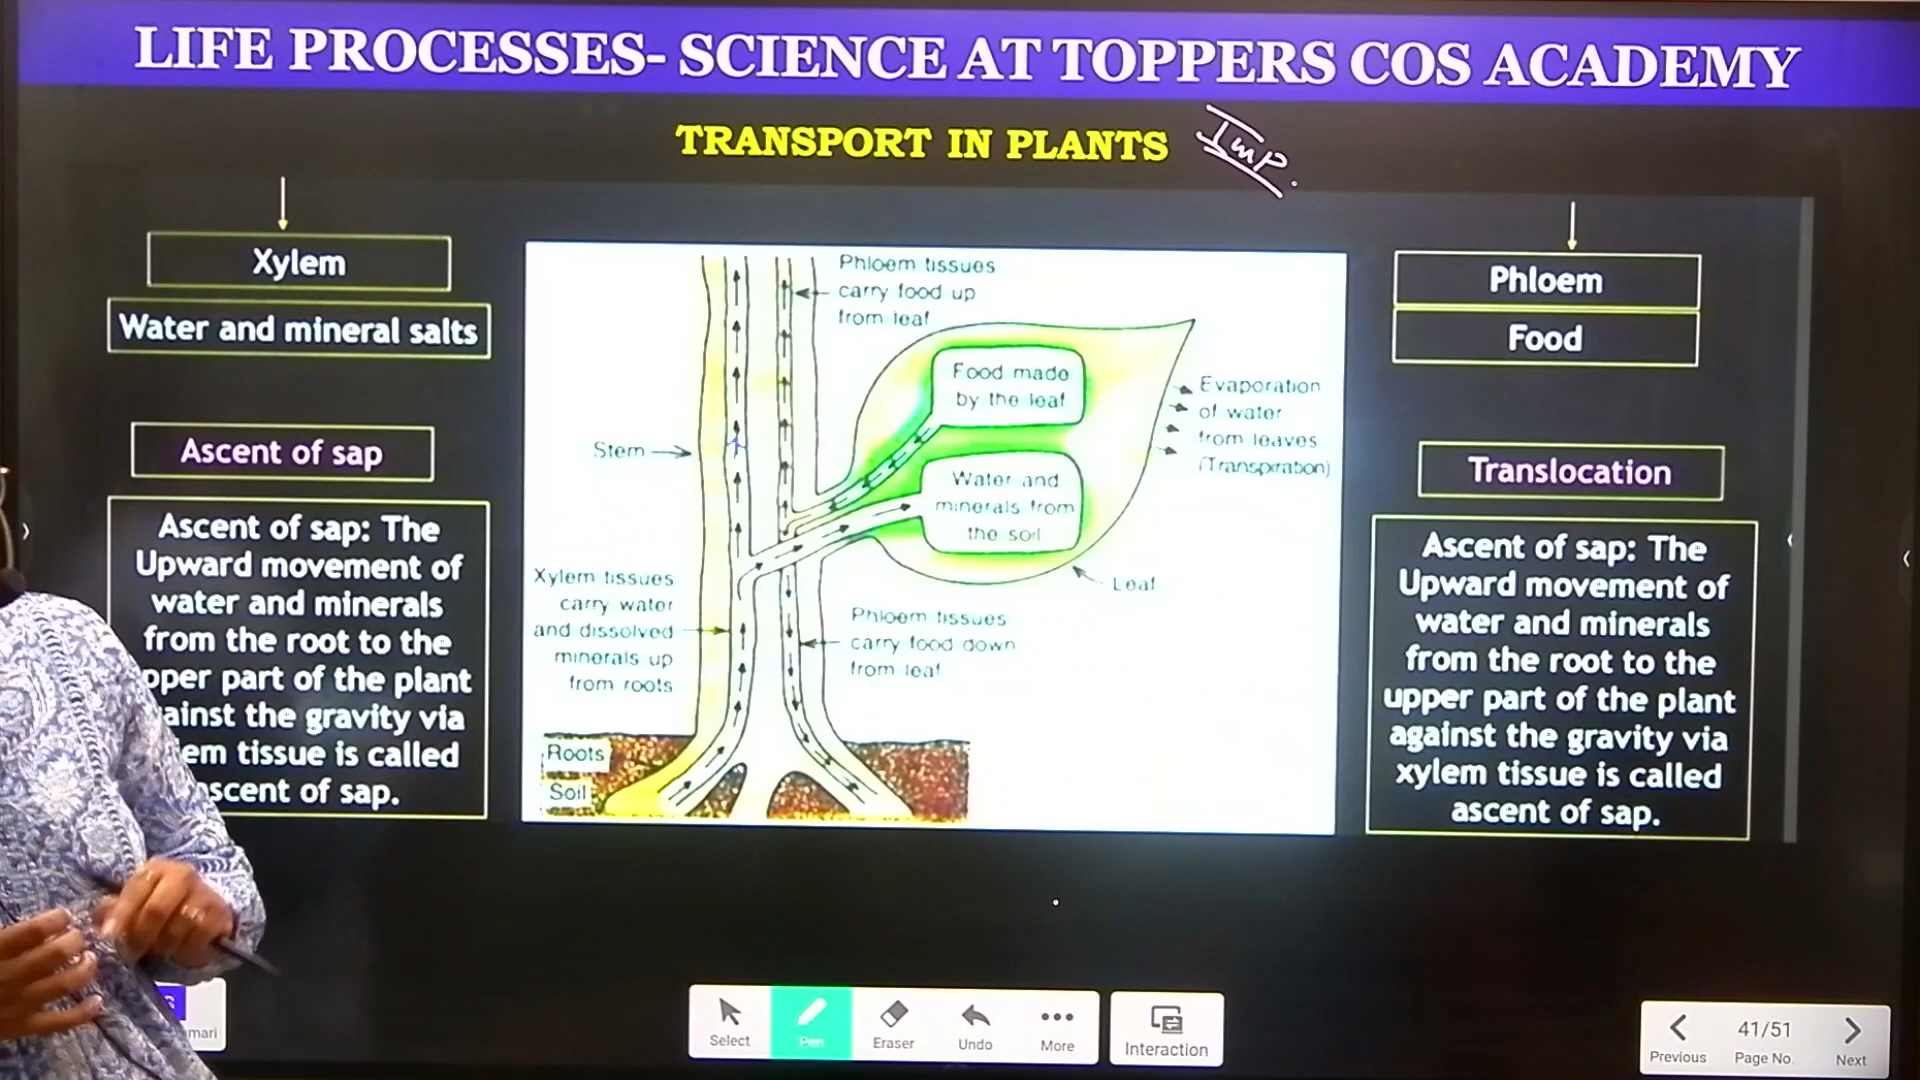 LIFE PROCESSES- SCIENCE AT TOPPERS COS ACADEMY
TRANSPORT IN PLANTS Imp.
Xylem
Water and mineral salts
Ascent of sap
Ascent of sap: The
Upward movement of
water and minerals
from the root to the
pper part of the plant
ainst the gravity via
em tissue is called
scent of sap.
Phloem tissues
carry food up
from leaf
Food made
by the leaf
Evaporation
of water
from leaves
(Transpiration)
Stem
Water and
minerals from
the soil
Leaf
Xylem tissues
carry water
and dissolved
minerals up
from roots
Phloem tissues
carry food down
from leaf
Roots
Soil
Phloem
Food
Translocation
Ascent of sap: The
Upward movement of
water and minerals
from the root to the
upper part of the plant
against the gravity via
xylem tissue is called
ascent of sap.
S
mari
Select
Pen
Eraser
Undo
More
Interaction
41/51
Previous
Page No.
Next